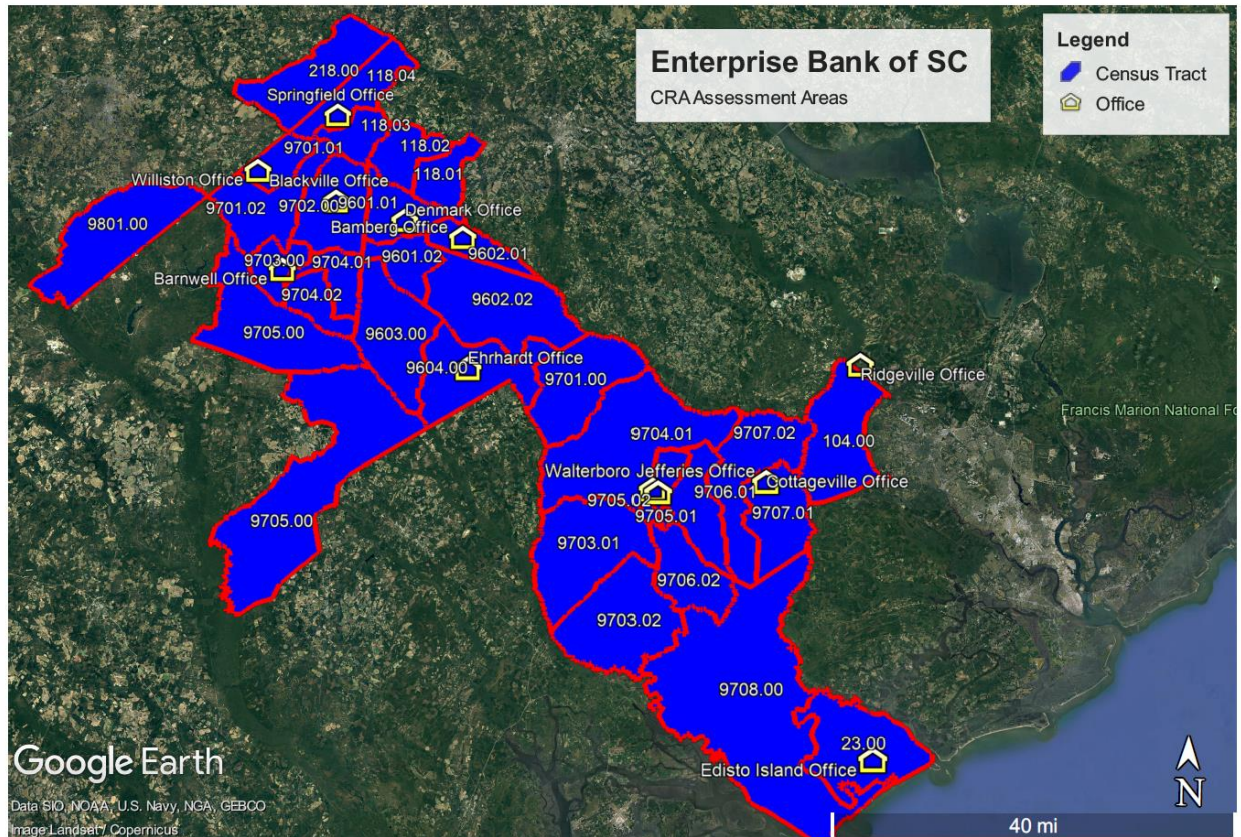 Enterprise Bank of SC
CRA Assessment Areas
Legend
Census Tract
Office
218.00
118.04
Springfield Office
118.03
9701.01
118.02
118.01
Williston Office
Blackville Office
9801.00
9701.02
9702.00
9601.01
Denmark Office
Bamberg Office
9703.00
9704.01
9601.02
9602.01
Barnwell Office
9704.02
9602.02
9705.00
9603.00
Ehrhardt Office
9604.00
9701.00
Ridgeville Office
Francis Marion National Fo
9704.01
9707.02
104.00
Walterboro Jefferies Office
9706.01
Cottageville Office
9705.02
9705.01
9707.01
9705.00
9703.01
9706.02
9703.02
9708.00
23.00
Edisto Island Office
Google Earth
Data SIO, NOAA, U.S. Navy, NGA, GEBCO
Image Landsat / Copernicus
N
40 mi